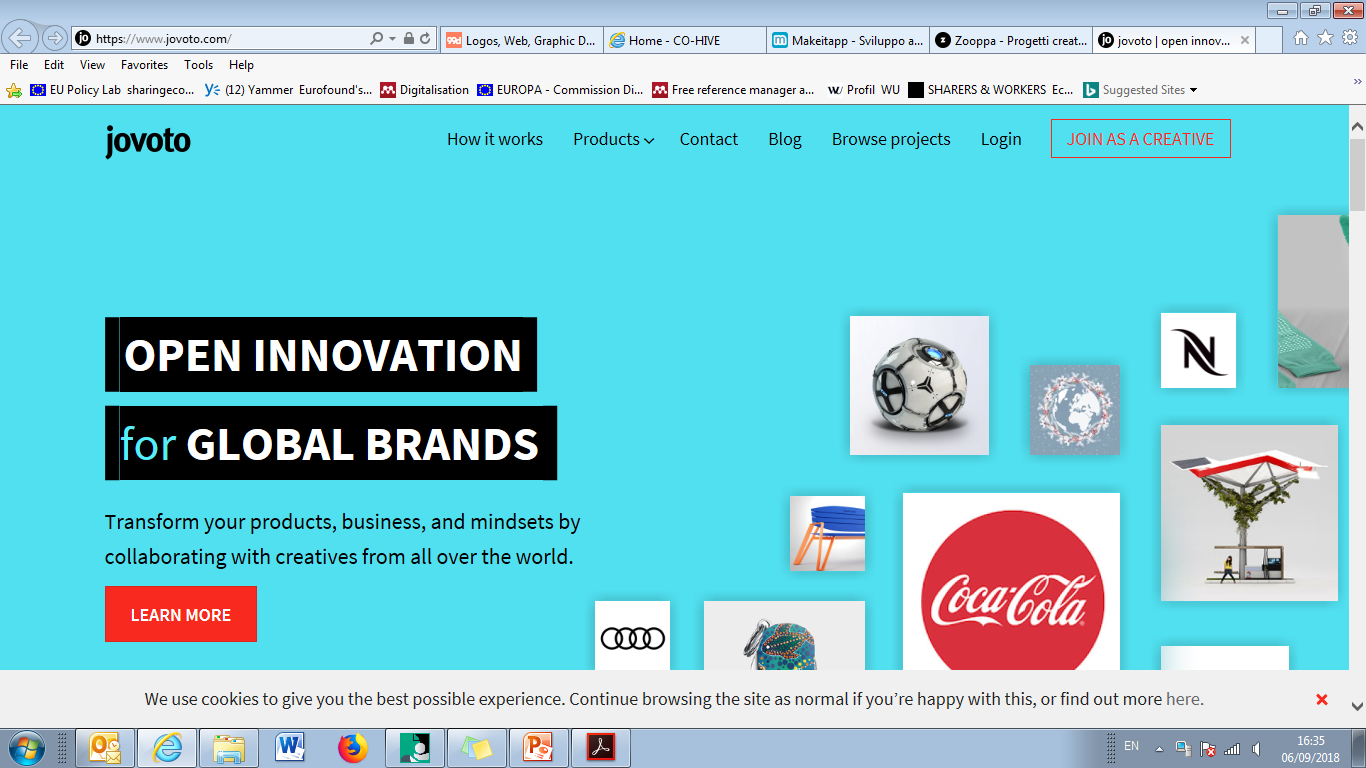 https://www.jovoto.com/
Logos, Web, Graphic D...
Home - CO-HIVE
Makeitapp - Sviluppo a...
Zooppa - Progetti creat...
jovoto | open innov...
File Edit View Favorites Tools Help
EU Policy Lab sharingeco...
(12) Yammer Eurofound's...
Digitalisation
EUROPA - Commission Di...
Free reference manager a...
Profil WU
SHARERS & WORKERS Ec...
Suggested Sites
jovoto
How it works Products Contact Blog Browse projects Login JOIN AS A CREATIVE
OPEN INNOVATION
for GLOBAL BRANDS
Transform your products, business, and mindsets by
collaborating with creatives from all over the world.
LEARN MORE
N
Coca-Cola
We use cookies to give you the best possible experience. Continue browsing the site as normal if you’re happy with this, or find out more here.
EN
16:35
06/09/2018